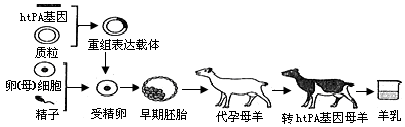 htPA基因
质粒
重组表达载体
卵(母)细胞
精子
受精卵
早期胚胎
代孕母羊
转htPA基因母羊
羊乳